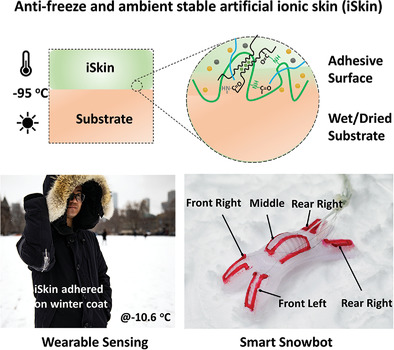 Anti-freeze and ambient stable artificial ionic skin (iSkin)
iSkin
-95 °C
Substrate
Adhesive
Surface
Wet/Dried
Substrate
iSkin adhered
on winter coat
@-10.6 °C
Wearable Sensing
Front Right
Middle
Rear Right
Front Left
Rear Right
Smart Snowbot